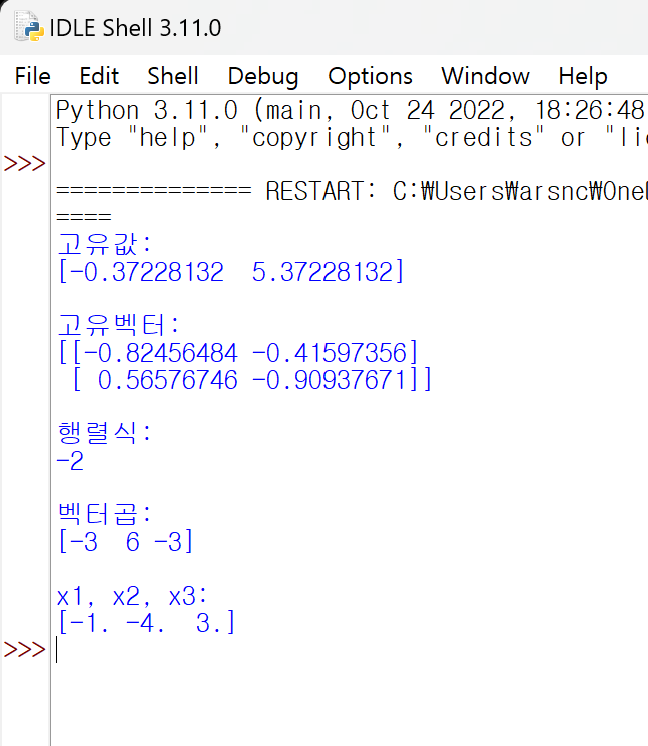 IDLE Shell 3.11.0
File Edit Shell Debug Options Window Help
Python 3.11.0 (main, Oct 24 2022, 18:26:48
Type "help", "copyright", "credits" or "li
>>>
============== RESTART: C:₩Users₩arsnc₩One
====
고유값:
[-0.37228132  5.37228132]
고유벡터:
[[-0.82456484 -0.41597356]
 [ 0.56576746 -0.90937671]]
행렬식:
-2
벡터곱:
[-3  6 -3]
x1, x2, x3:
[-1. -4.  3.]
>>>